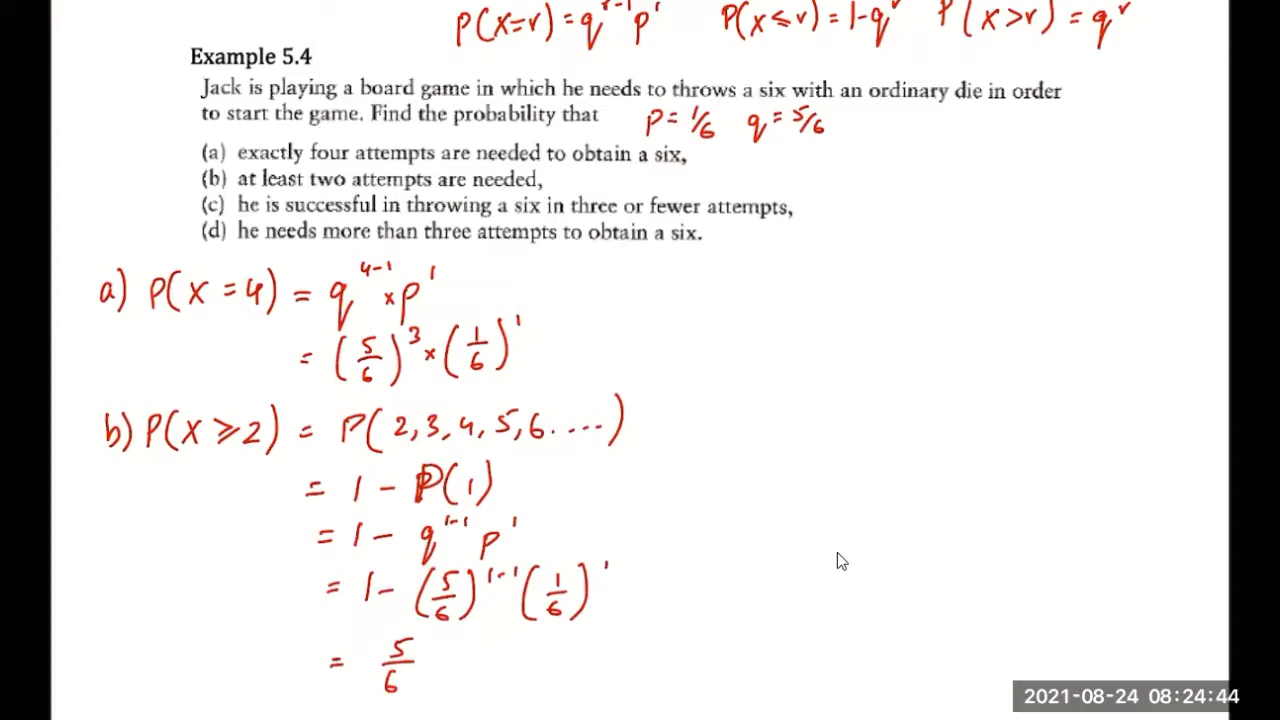 P(X=r) = q^{r-1} p^1   P(X≤r) = 1-q^r   P(X>r) = q^r
Example 5.4
Jack is playing a board game in which he needs to throws a six with an ordinary die in order
to start the game. Find the probability that   p = 1/6   q = 5/6
(a) exactly four attempts are needed to obtain a six,
(b) at least two attempts are needed,
(c) he is successful in throwing a six in three or fewer attempts,
(d) he needs more than three attempts to obtain a six.
a) P(X = 4) = q^{4-1} × p^1
= (5/6)^3 × (1/6)^1
b) P(X ⩾ 2) = P(2, 3, 4, 5, 6 .....)
= 1 - P(1)
= 1 - q^{1-1} p^1
= 1 - (5/6)^{1-1} (1/6)^1
= 5/6
2021-08-24 08:24:44